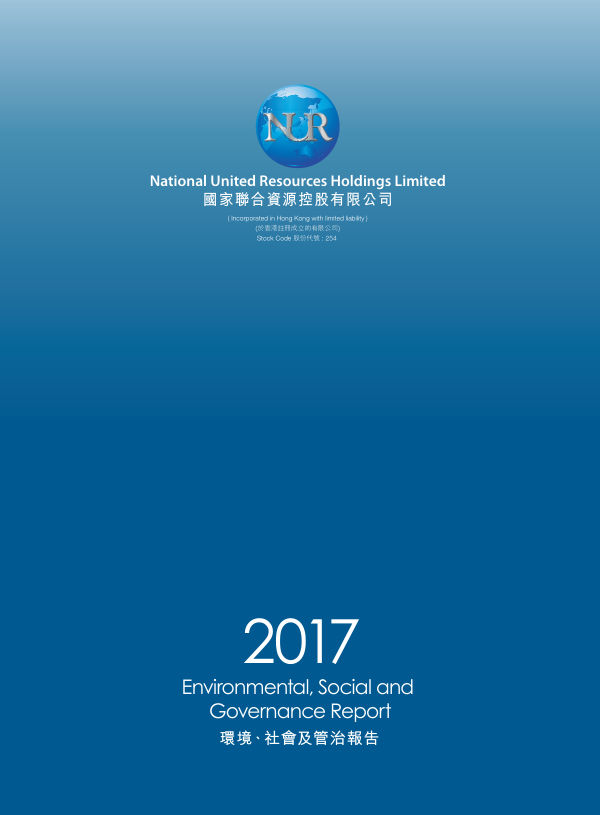 NUR
National United Resources Holdings Limited
國家聯合資源控股有限公司
( Incorporated in Hong Kong with limited liability )
(於香港註冊成立的有限公司)
Stock Code 股份代號 : 254
2017
Environmental, Social and
Governance Report
環境、社會及管治報告